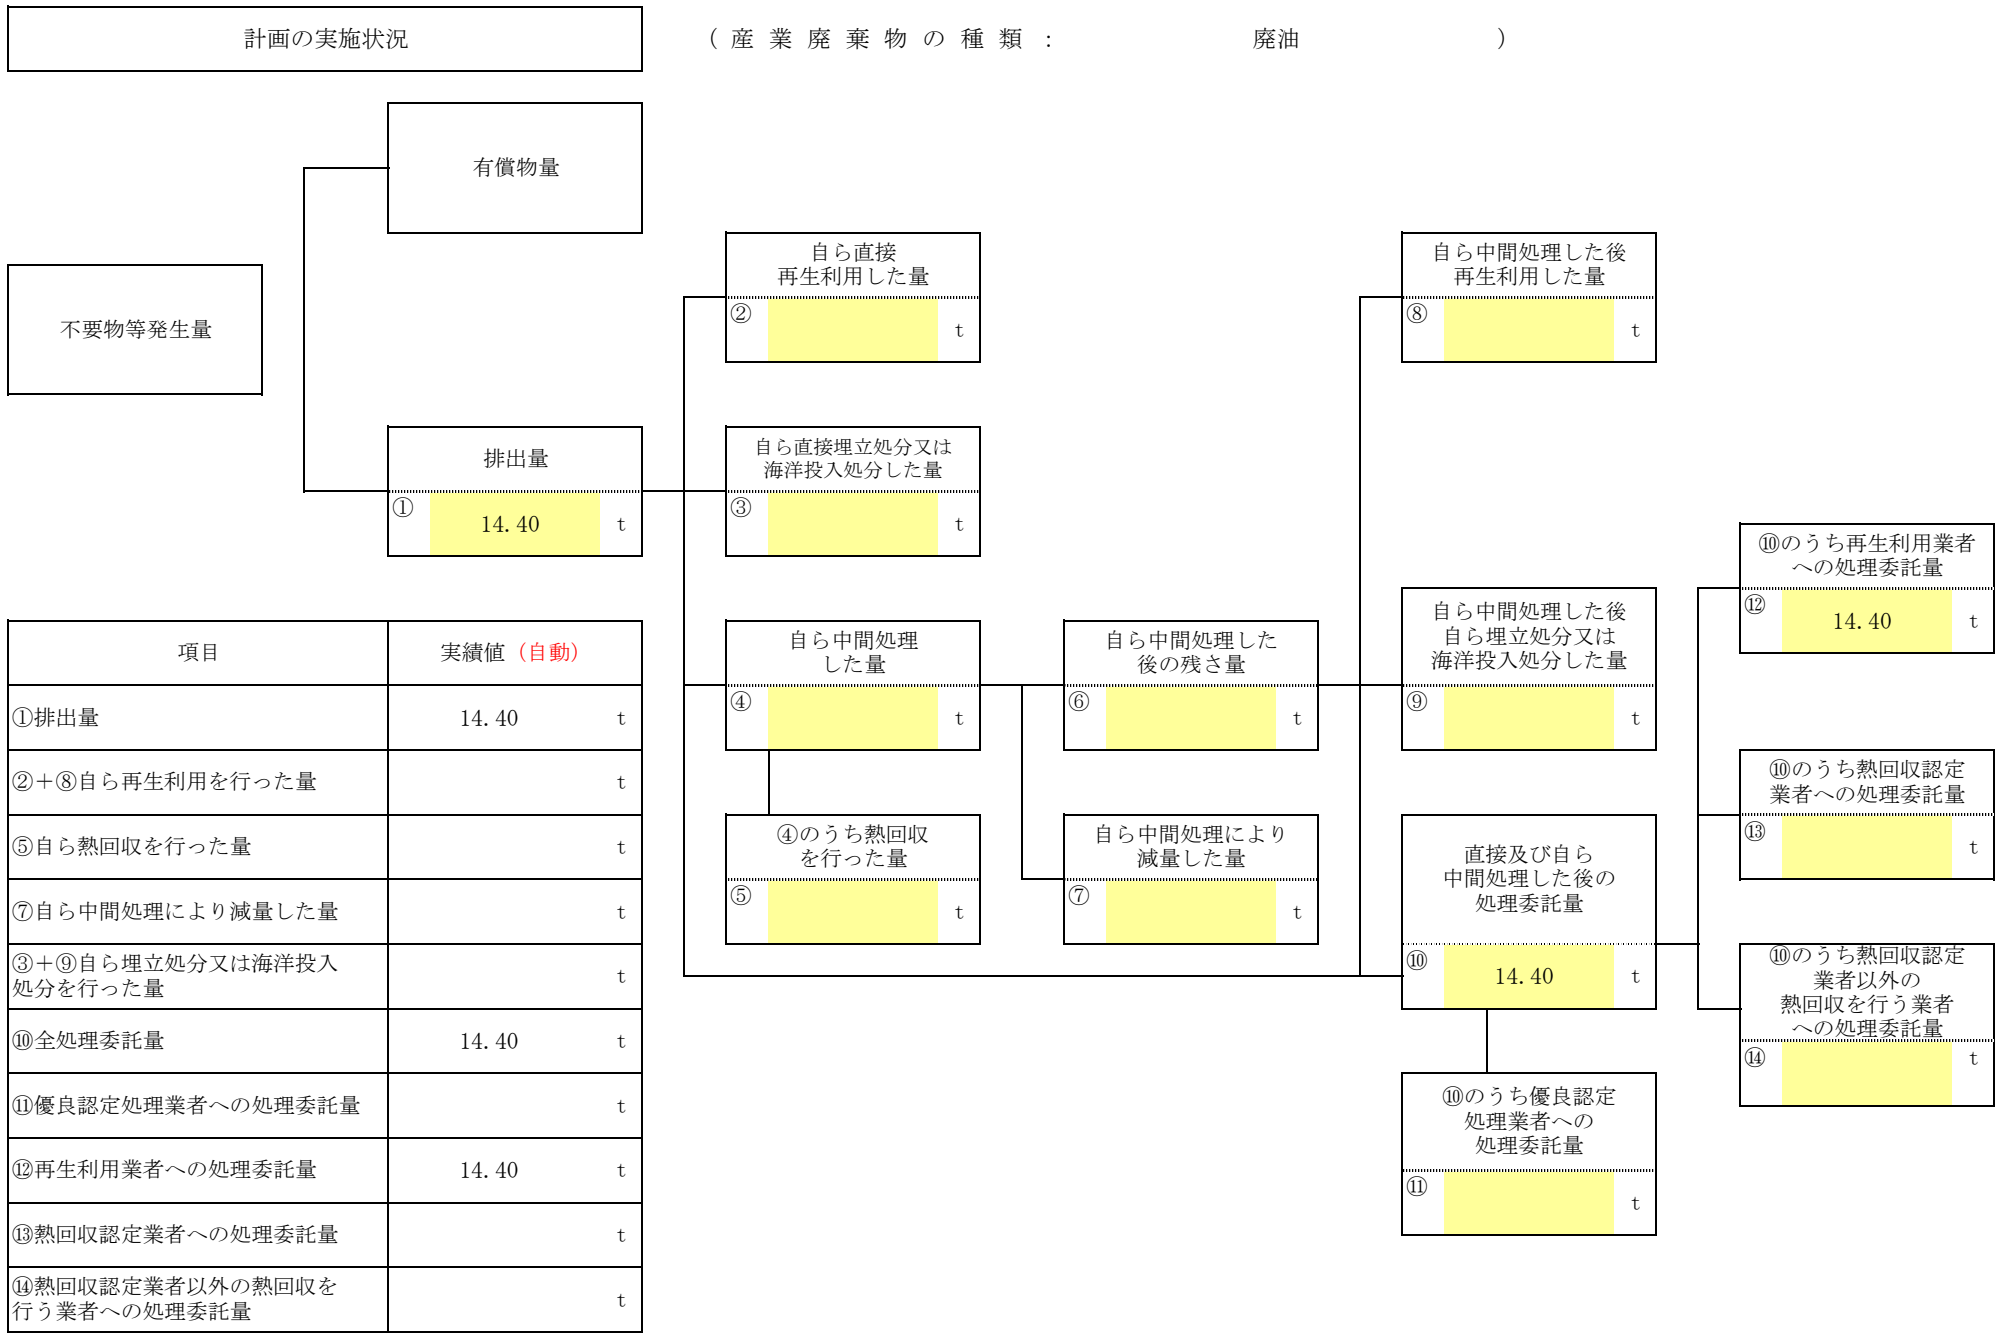 計画の実施状況
（産業廃棄物の種類：　廃油　）
有償物量
不要物等発生量
排出量
① 14.40 t
自ら直接
再生利用した量
② t
自ら直接埋立処分又は
海洋投入処分した量
③ t
自ら中間処理
した量
④ t
④のうち熱回収
を行った量
⑤ t
自ら中間処理した
後の残さ量
⑥ t
自ら中間処理により
減量した量
⑦ t
自ら中間処理した後
再生利用した量
⑧ t
自ら中間処理した後
自ら埋立処分又は
海洋投入処分した量
⑨ t
直接及び自ら
中間処理した後の
処理委託量
⑩ 14.40 t
⑩のうち優良認定
処理業者への
処理委託量
⑪ t
⑩のうち再生利用業者
への処理委託量
⑫ 14.40 t
⑩のうち熱回収認定
業者への処理委託量
⑬ t
⑩のうち熱回収認定
業者以外の
熱回収を行う業者
への処理委託量
⑭ t
項目 実績値（自動）
①排出量 14.40 t
②＋⑧自ら再生利用を行った量 t
⑤自ら熱回収を行った量 t
⑦自ら中間処理により減量した量 t
③＋⑨自ら埋立処分又は海洋投入
処分を行った量 t
⑩全処理委託量 14.40 t
⑪優良認定処理業者への処理委託量 t
⑫再生利用業者への処理委託量 14.40 t
⑬熱回収認定業者への処理委託量 t
⑭熱回収認定業者以外の熱回収を
行う業者への処理委託量 t